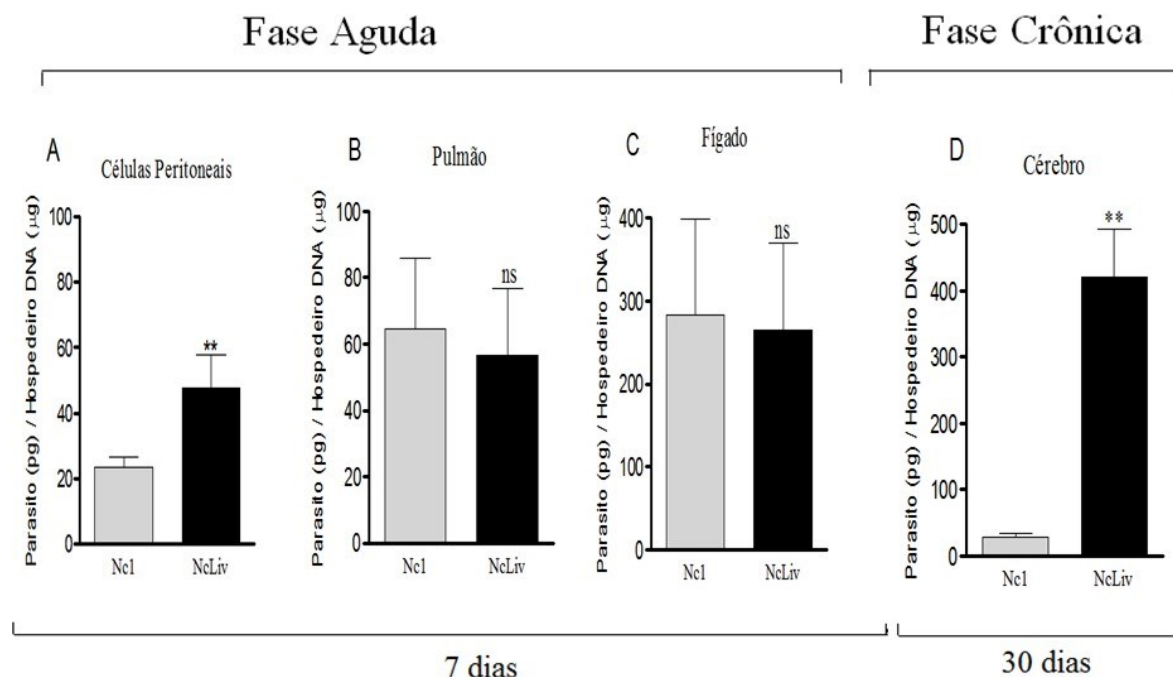 Fase Aguda
Fase Crônica
A
Células Peritoneais
Parasito (pg) / Hospedeiro DNA (µg)
100
80
60
40
20
0
**
Nc1
NcLiv
B
Pulmão
Parasito (pg) / Hospedeiro DNA (µg)
100
80
60
40
20
0
ns
Nc1
NcLiv
C
Fígado
Parasito (pg) / Hospedeiro DNA (µg)
400
300
200
100
0
ns
Nc1
NcLiv
D
Cérebro
Parasito (pg) / Hospedeiro DNA (µg)
500
400
300
200
100
0
**
Nc1
NcLiv
7 dias
30 dias